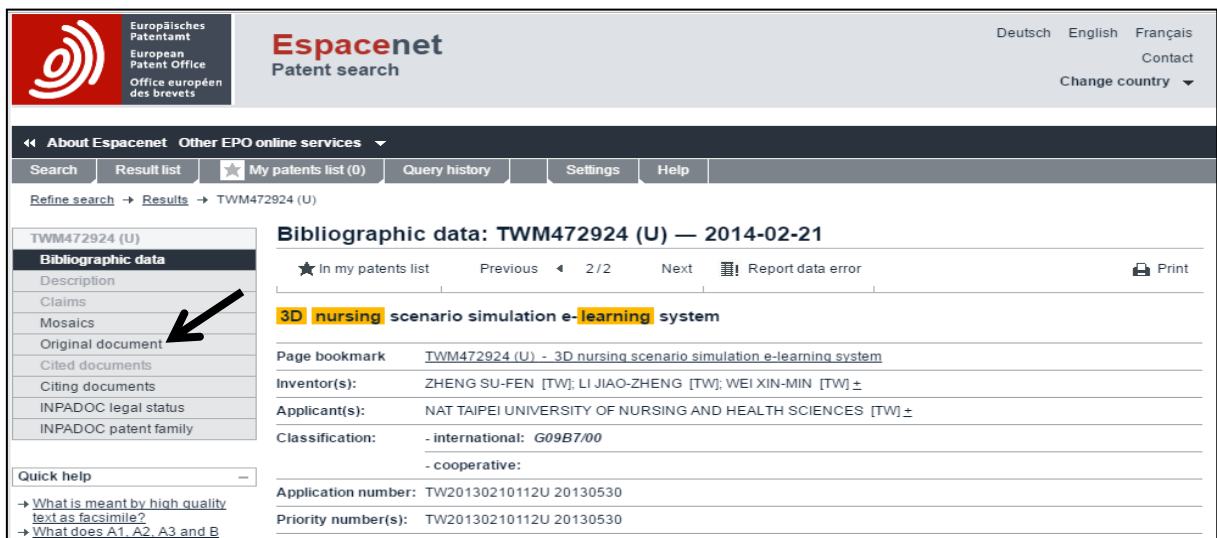 Europäisches
Patentamt
European
Patent Office
Office européen
des brevets
Espacenet
Patent search
Deutsch English Français
Contact
Change country
About Espacenet Other EPO online services
Search Result list My patents list (0) Query history Settings Help
Refine search → Results → TWM472924 (U)
TWM472924 (U)
Bibliographic data
Description
Claims
Mosaics
Original document
Cited documents
Citing documents
INPADOC legal status
INPADOC patent family
Quick help –
→ What is meant by high quality
text as facsimile?
→ What does A1, A2, A3 and B
Bibliographic data: TWM472924 (U) — 2014-02-21
In my patents list Previous 2/2 Next Report data error Print
3D nursing scenario simulation e-learning system
Page bookmark TWM472924 (U) - 3D nursing scenario simulation e-learning system
Inventor(s): ZHENG SU-FEN [TW]; LI JIAO-ZHENG [TW]; WEI XIN-MIN [TW] +
Applicant(s): NAT TAIPEI UNIVERSITY OF NURSING AND HEALTH SCIENCES [TW] +
Classification: - international: G09B7/00
- cooperative:
Application number: TW20130210112U 20130530
Priority number(s): TW20130210112U 20130530